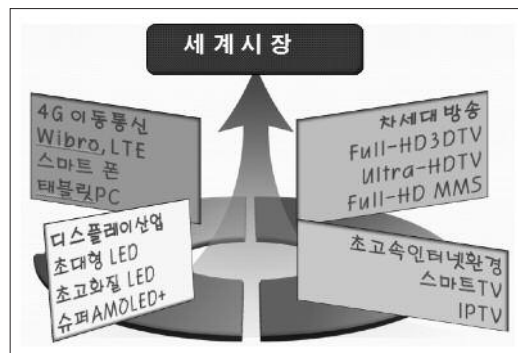 세계시장
4G 이동통신
Wibro, LTE
스마트 폰
태블릿PC
차세대 방송
Full-HD3DTV
Ultra-HDTV
Full-HD MMS
디스플레이산업
초대형 LED
초고화질 LED
슈퍼AMOLED+
초고속인터넷환경
스마트TV
IPTV